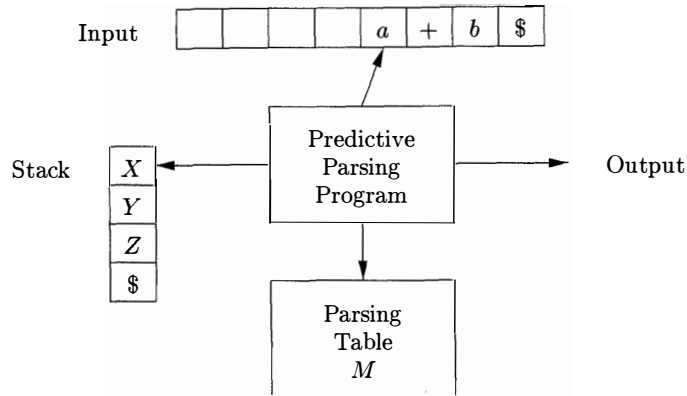 Input
a + b $
Predictive
Parsing
Program
Stack
X
Y
Z
$
Output
Parsing
Table
M